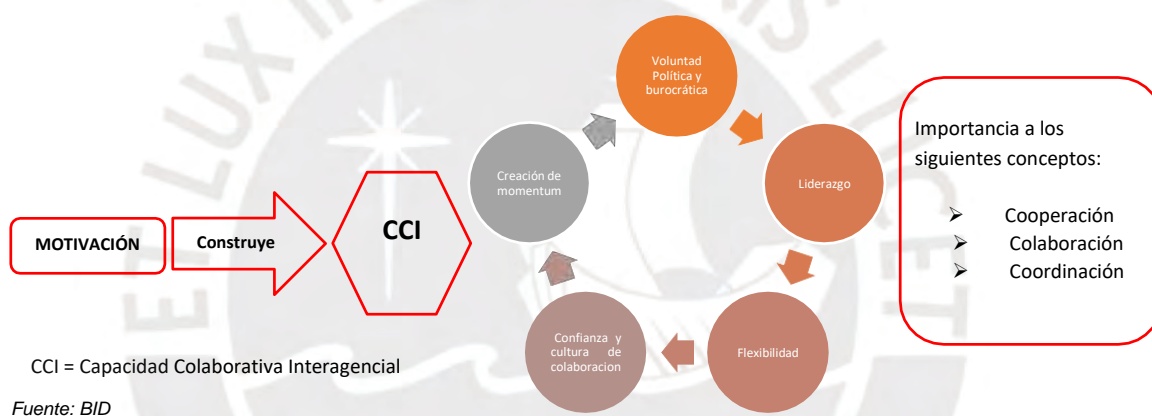 MOTIVACIÓN
Construye
CCI
Voluntad
Política y
burocrática
Liderazgo
Flexibilidad
Confianza y
cultura de
colaboracion
Creación de
momentum
Importancia a los
siguientes conceptos:
➢ Cooperación
➢ Colaboración
➢ Coordinación
CCI = Capacidad Colaborativa Interagencial
Fuente: BID